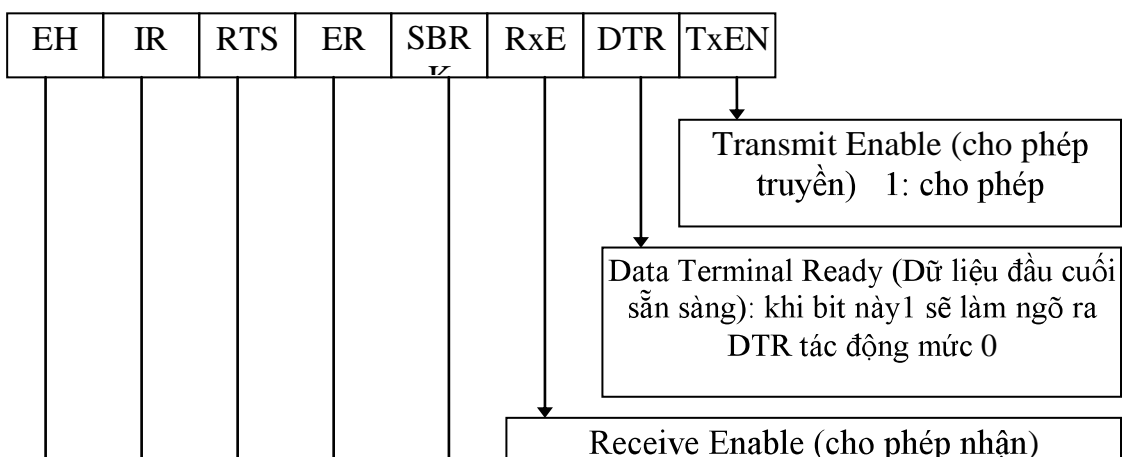 EH IR RTS ER SBR RxE DTR TxEN
K
Transmit Enable (cho phép
truyền) 1: cho phép
Data Terminal Ready (Dữ liệu đầu cuối
sẵn sàng): khi bit này1 sẽ làm ngõ ra
DTR tác động mức 0
Receive Enable (cho phép nhận)